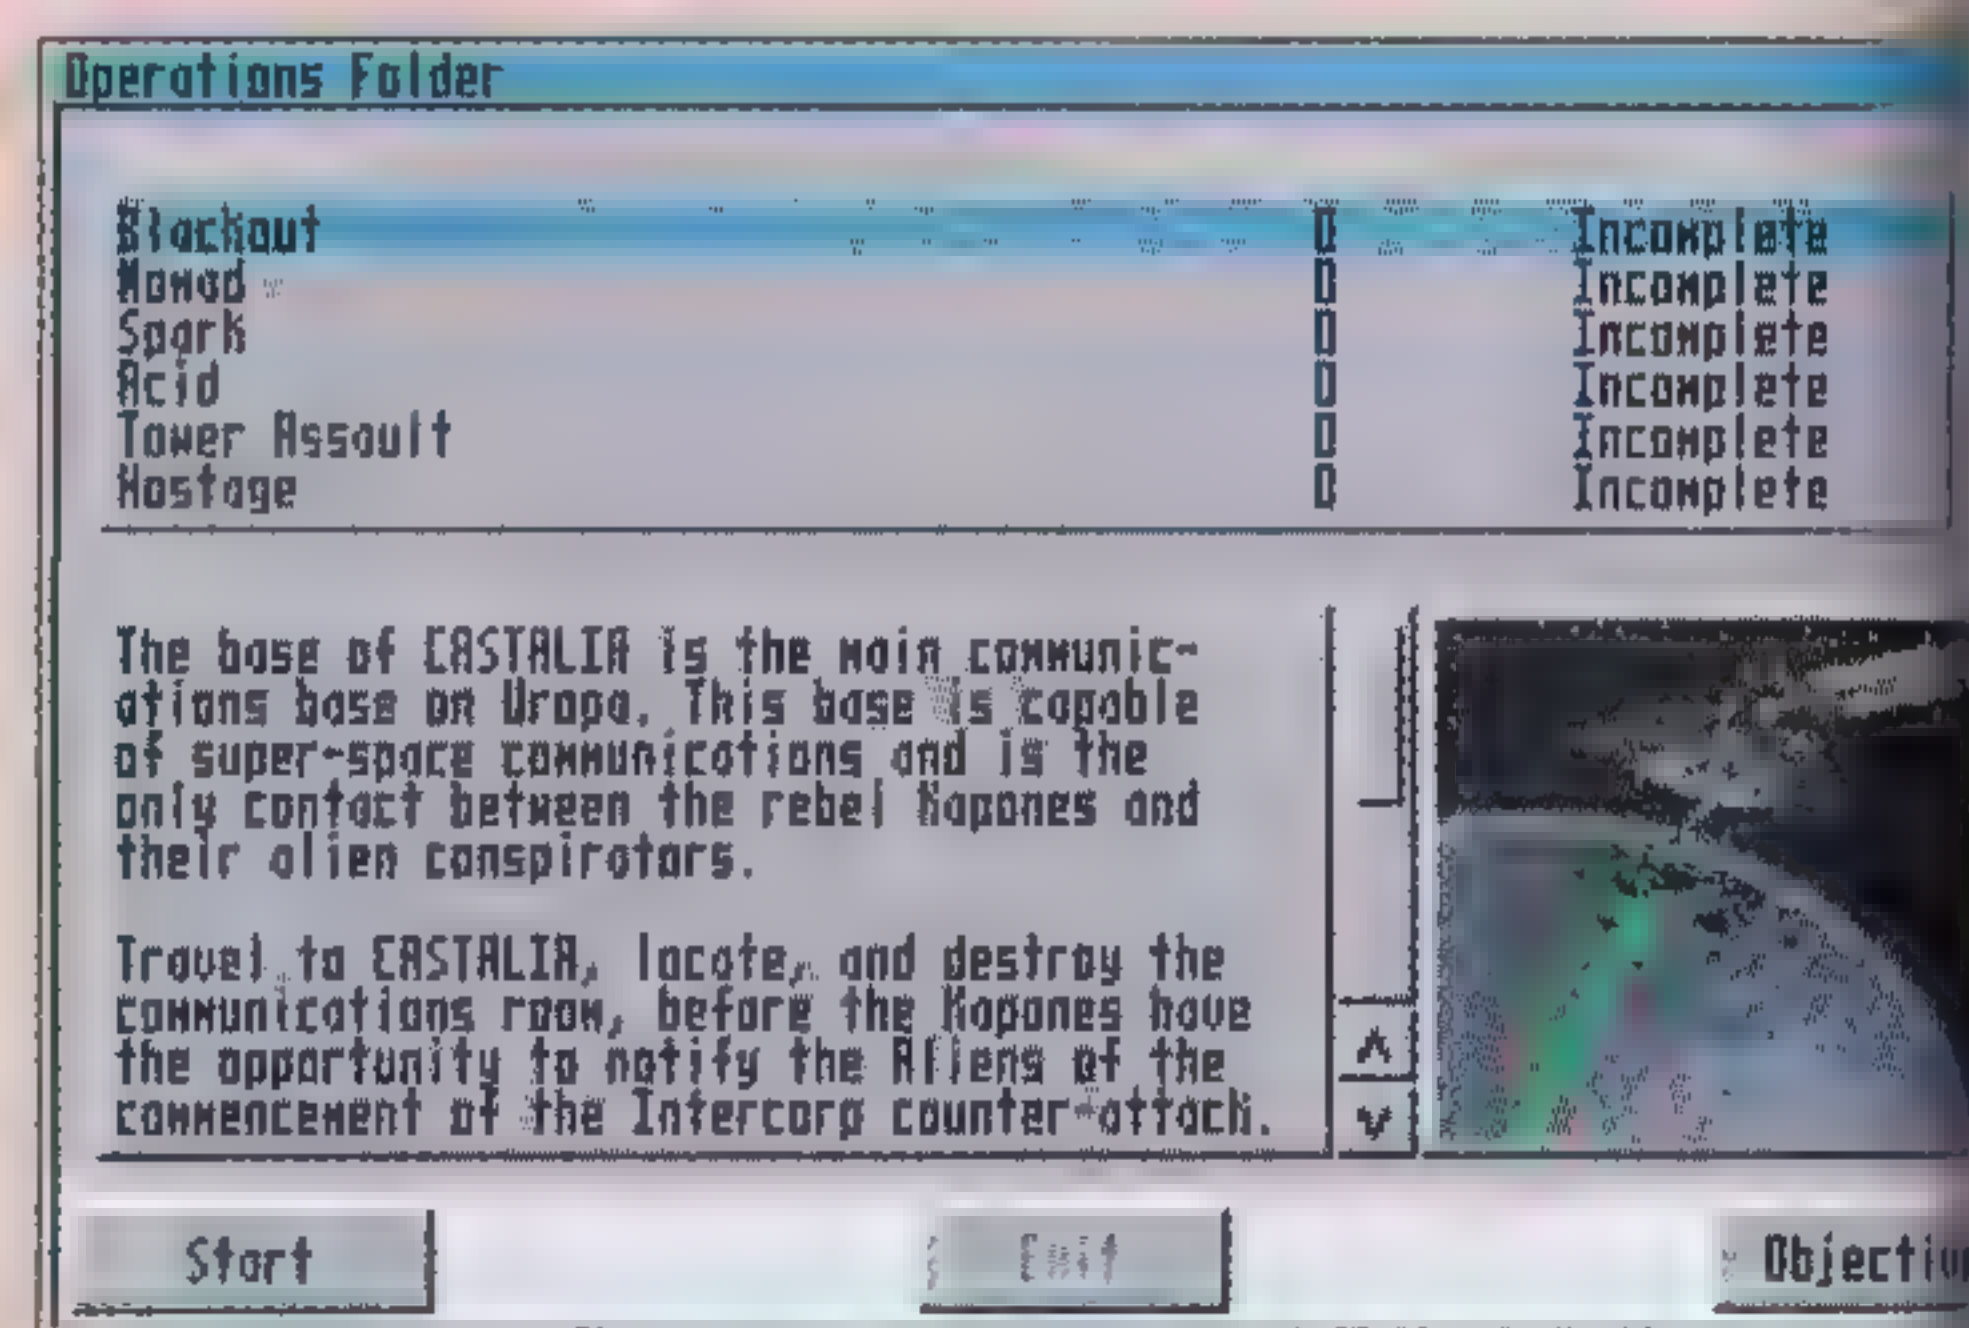 Operations Folder
Blackout 0 Incomplete
Nomad 0 Incomplete
Spark 0 Incomplete
Acid 0 Incomplete
Tower Assault 0 Incomplete
Hostage 0 Incomplete
The base of CASTALIA is the main communic-
ations base on Uropa. This base is capable
of super-space communications and is the
only contact between the rebel Kapones and
their alien conspirators.
Travel to CASTALIA, locate, and destroy the
communications room, before the Kapones have
the opportunity to notify the Aliens of the
commencement of the Intercorp counter-attack.
Start Exit Objectiv